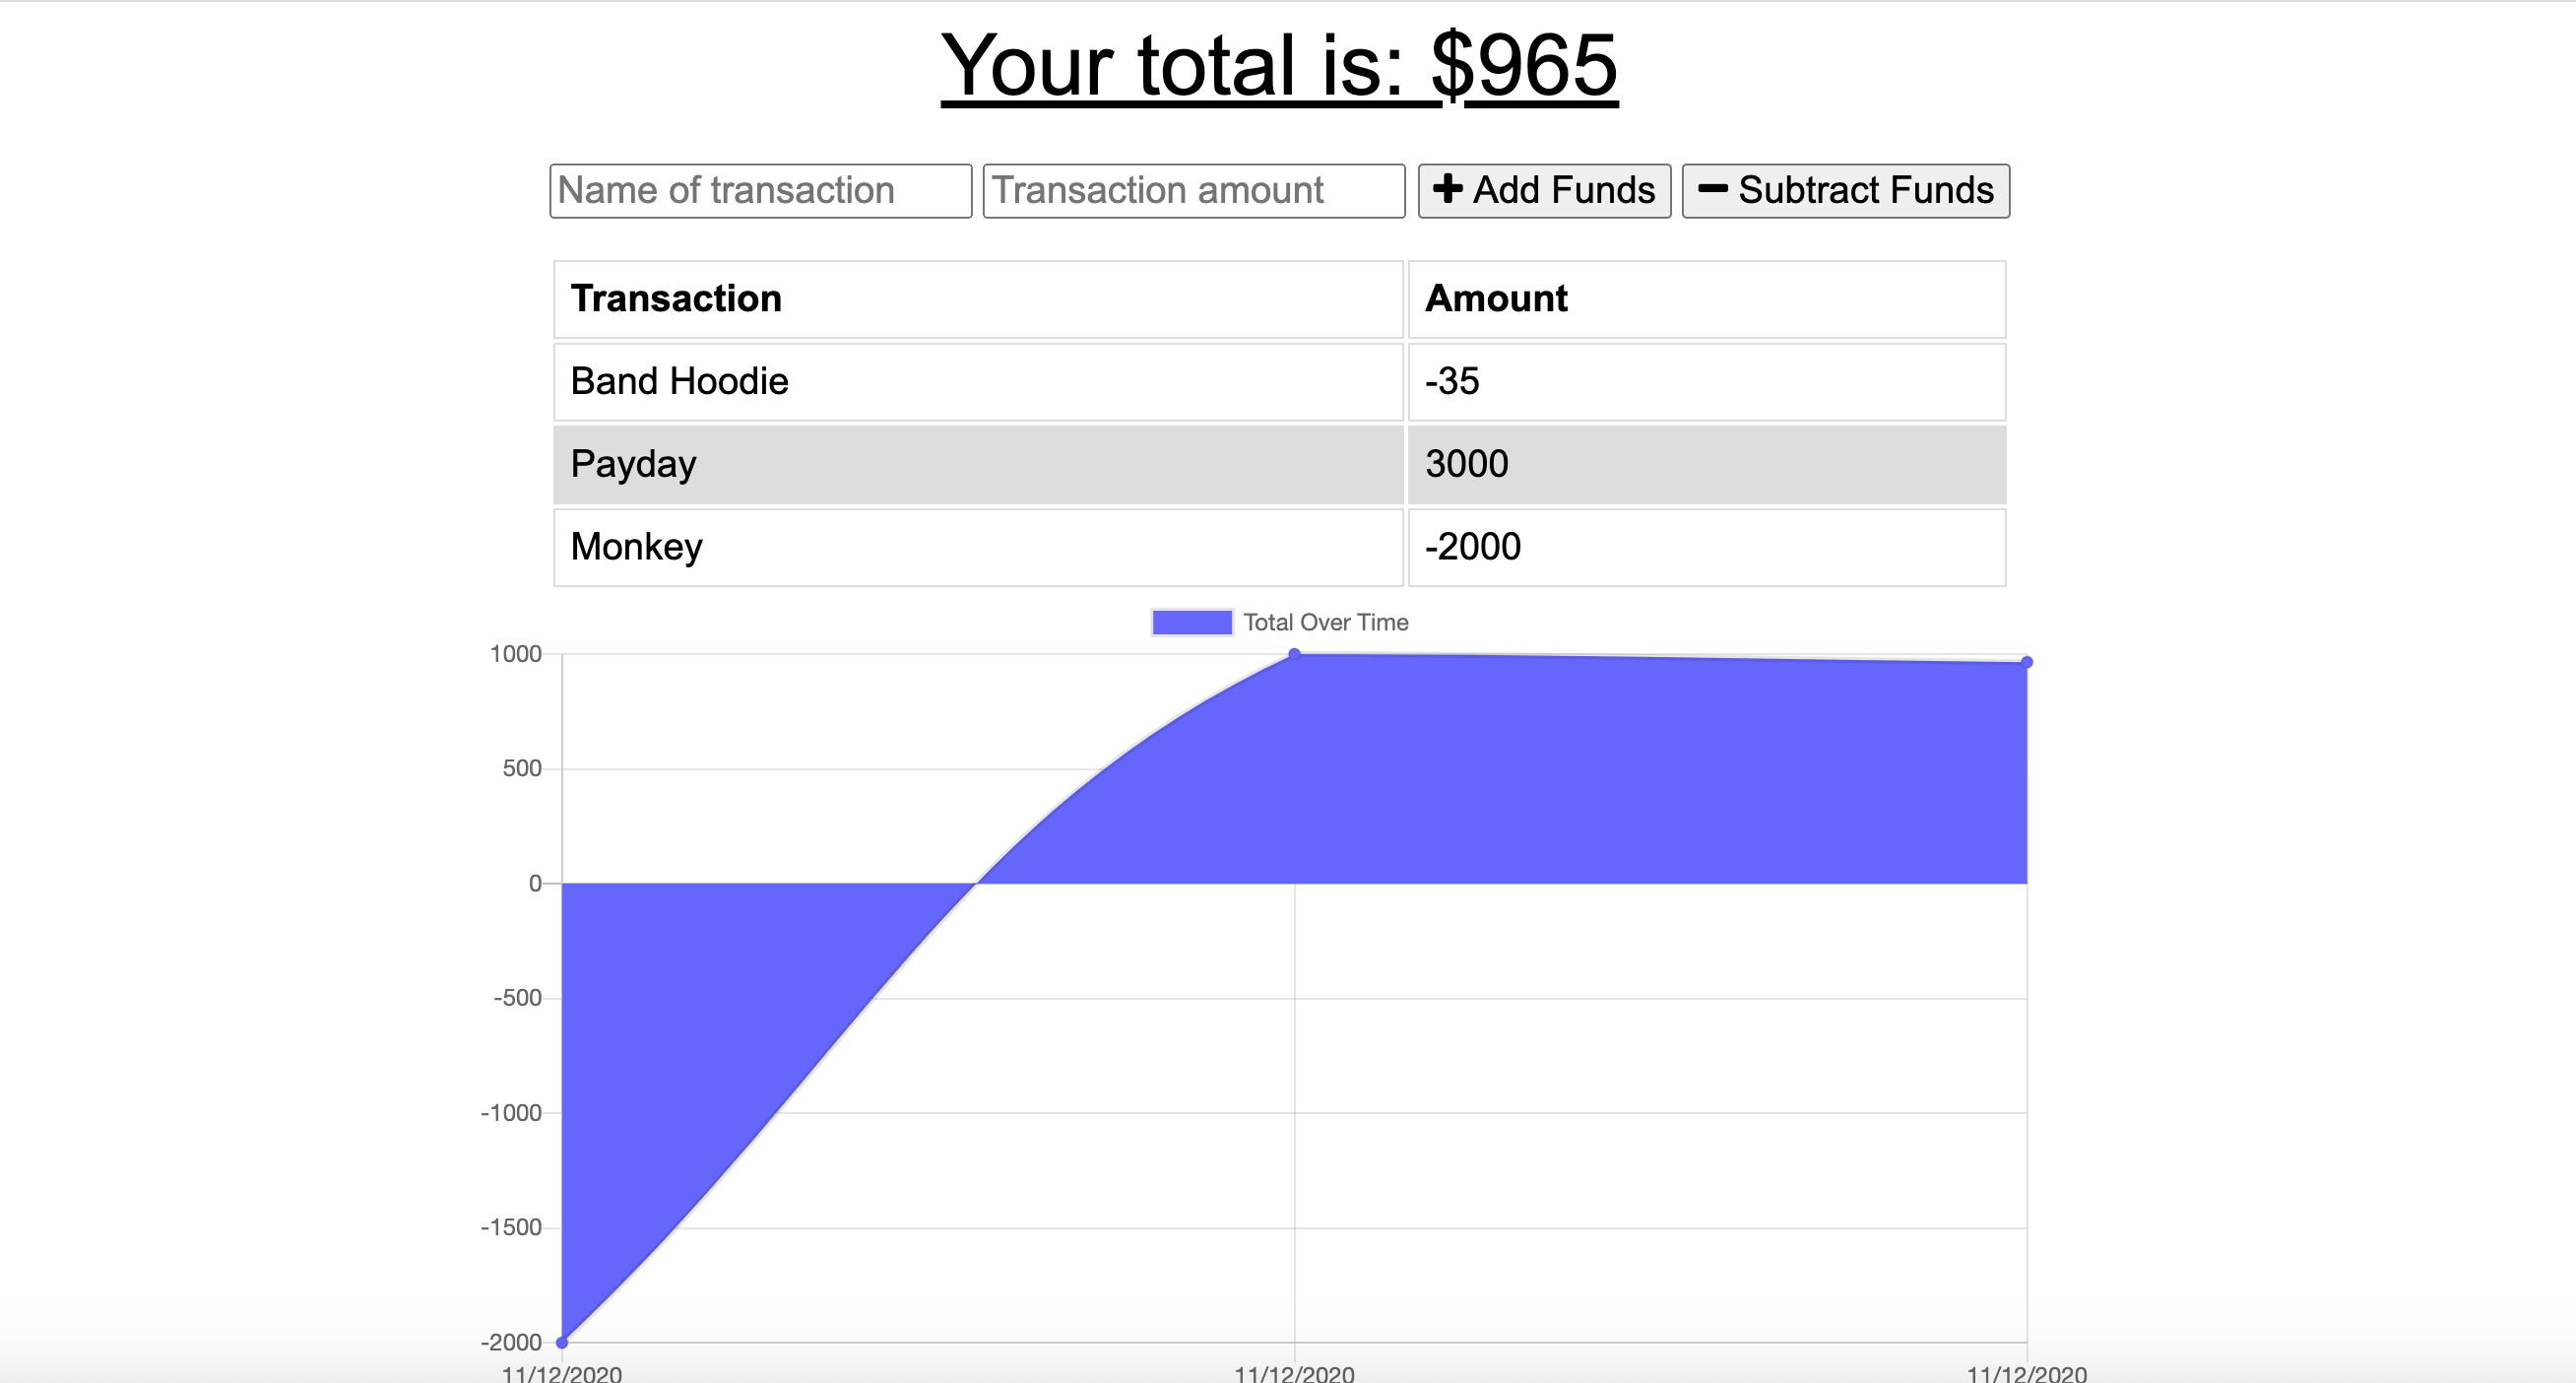 Your total is: $965
Name of transaction Transaction amount Add Funds Subtract Funds
Transaction Amount
Band Hoodie -35
Payday 3000
Monkey -2000
Total Over Time
1000
500
0
-500
-1000
-1500
-2000
11/12/2020 11/12/2020 11/12/2020